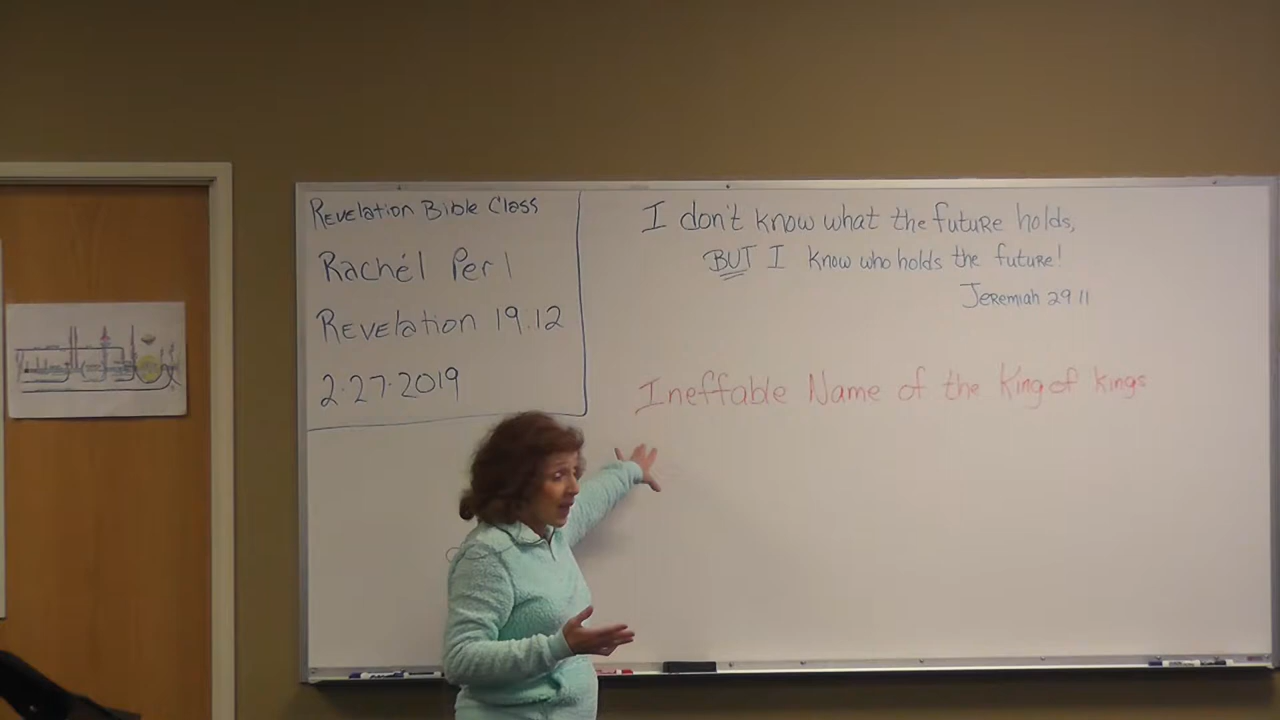 Revelation Bible Class
Rachél Perl
Revelation 19.12
2.27.2019
I don't know what the future holds,
BUT I know who holds the future!
Jeremiah 29 11
Ineffable Name of the King of kings